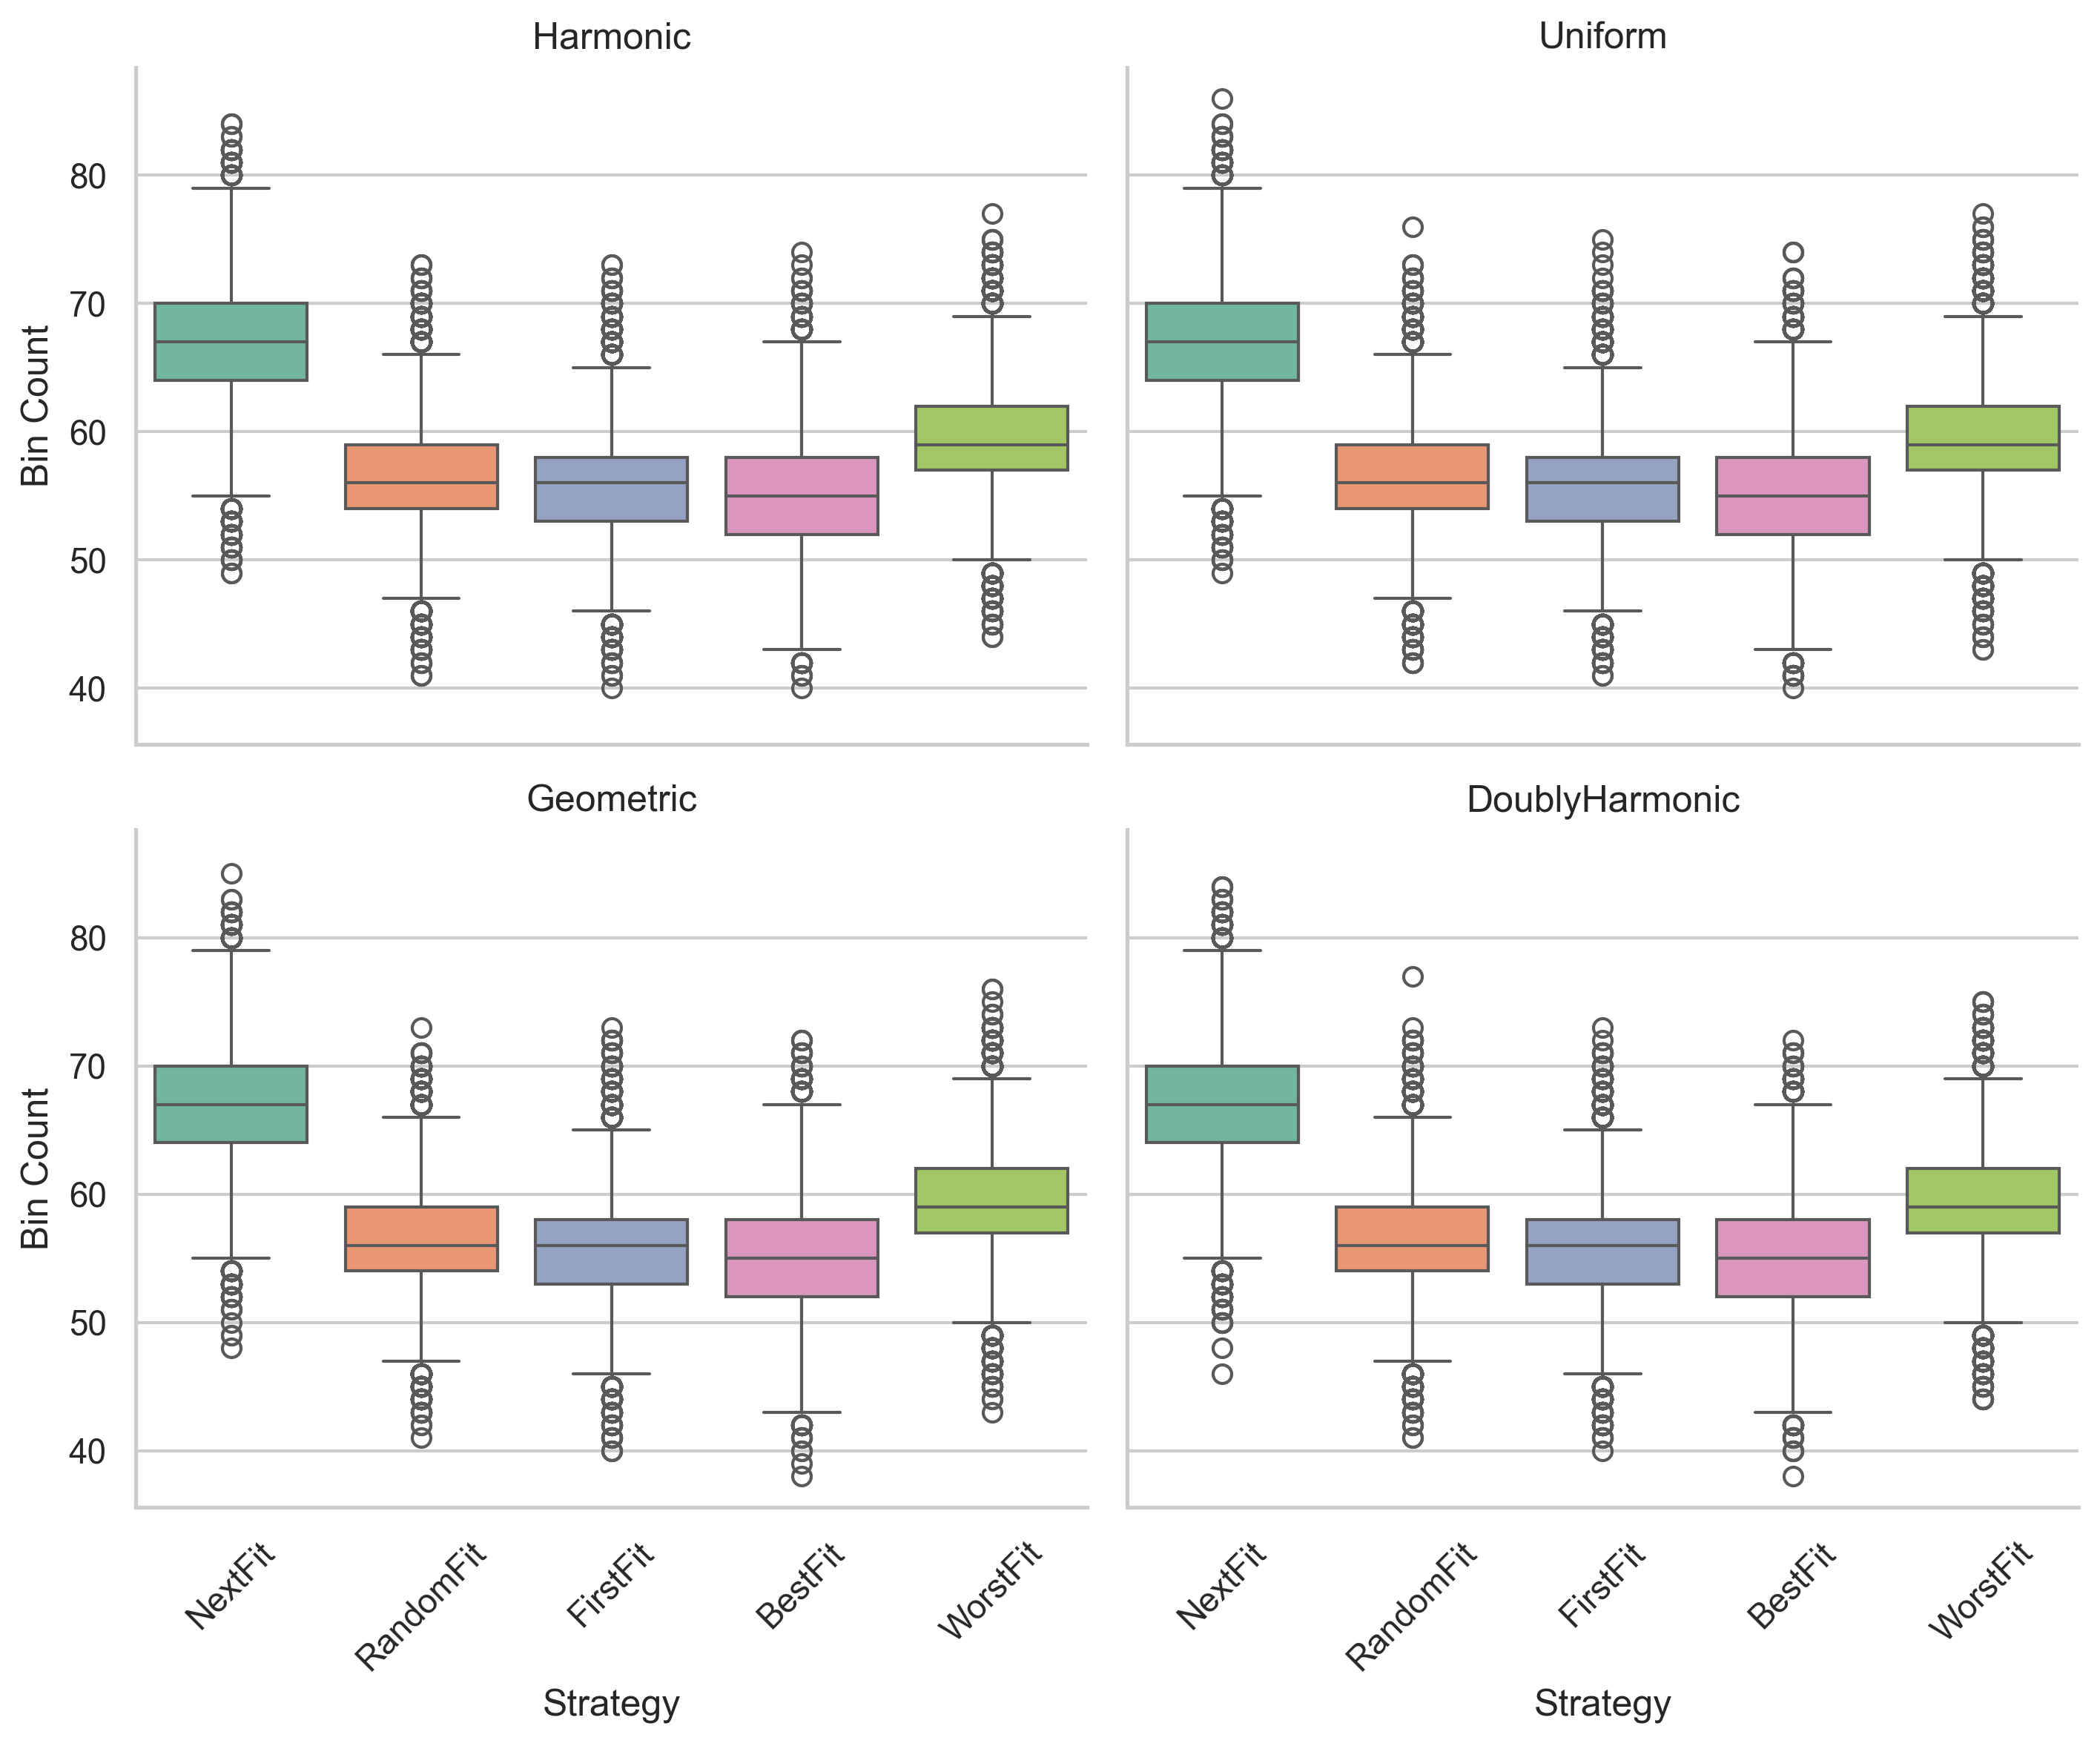 Harmonic
Uniform
Bin Count
80
70
60
50
40
Geometric
DoublyHarmonic
Bin Count
80
70
60
50
40
NextFit
RandomFit
FirstFit
BestFit
WorstFit
NextFit
RandomFit
FirstFit
BestFit
WorstFit
Strategy
Strategy